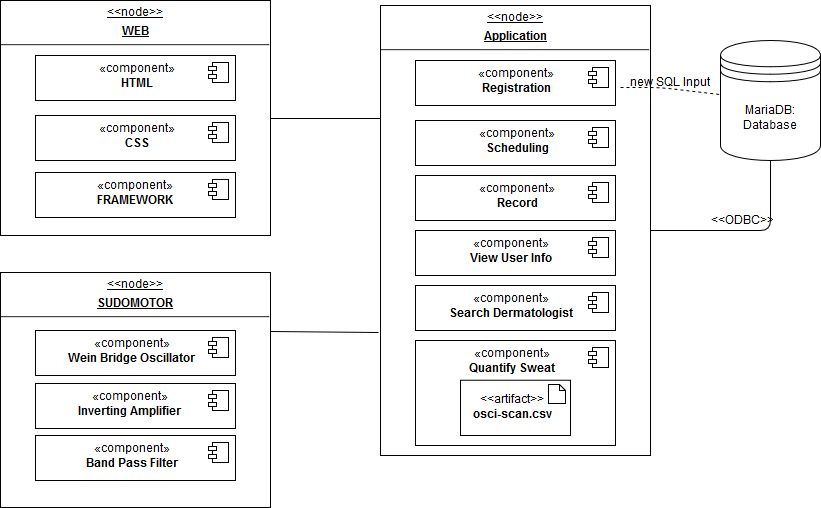 <<node>>
WEB
«component»
HTML
«component»
CSS
«component»
FRAMEWORK
<<node>>
SUDOMOTOR
«component»
Wein Bridge Oscillator
«component»
Inverting Amplifier
«component»
Band Pass Filter
<<node>>
Application
«component»
Registration
«component»
Scheduling
«component»
Record
«component»
View User Info
«component»
Search Dermatologist
«component»
Quantify Sweat
<<artifact>>
osci-scan.csv
new SQL Input
MariaDB:
Database
<<ODBC>>